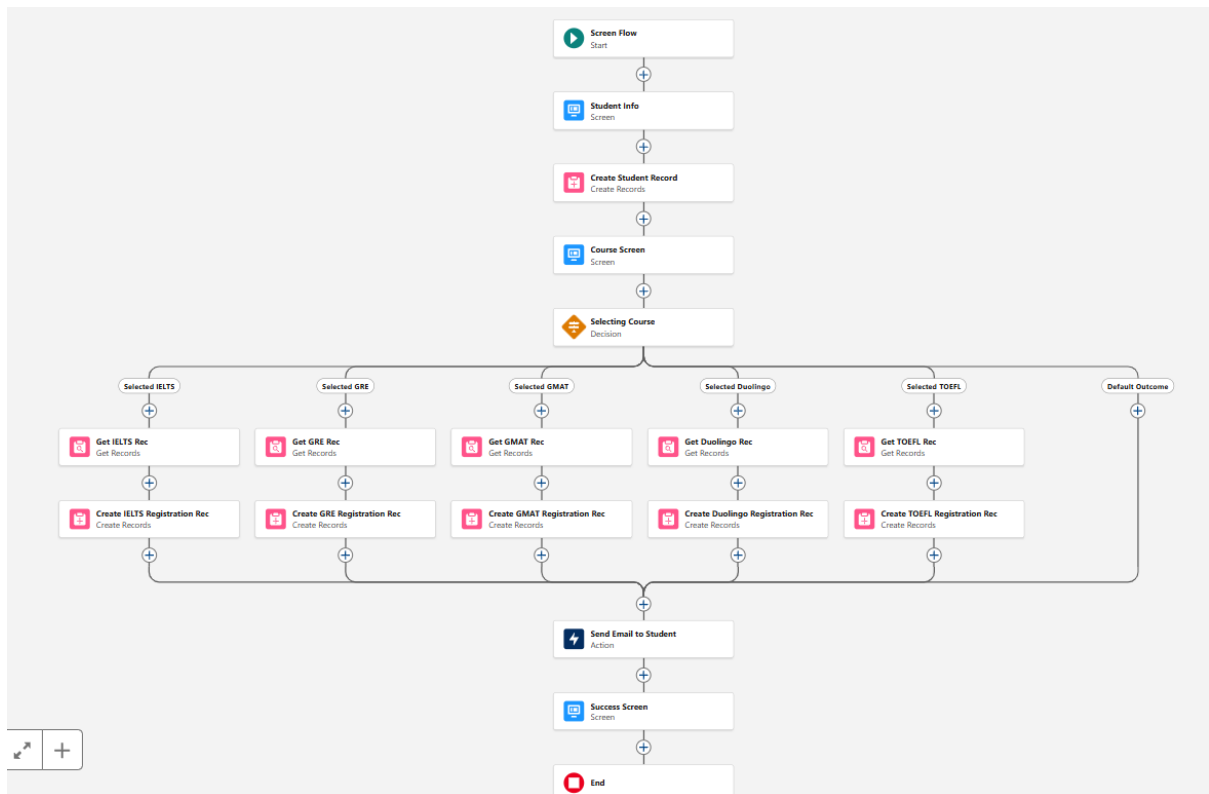 Screen Flow
Start
Student Info
Screen
Create Student Record
Create Records
Course Screen
Screen
Selecting Course
Decision
Selected IELTS
Selected GRE
Selected GMAT
Selected Duolingo
Selected TOEFL
Default Outcome
Get IELTS Rec
Get Records
Get GRE Rec
Get Records
Get GMAT Rec
Get Records
Get Duolingo Rec
Get Records
Get TOEFL Rec
Get Records
Create IELTS Registration Rec
Create Records
Create GRE Registration Rec
Create Records
Create GMAT Registration Rec
Create Records
Create Duolingo Registration Rec
Create Records
Create TOEFL Registration Rec
Create Records
Send Email to Student
Action
Success Screen
Screen
End